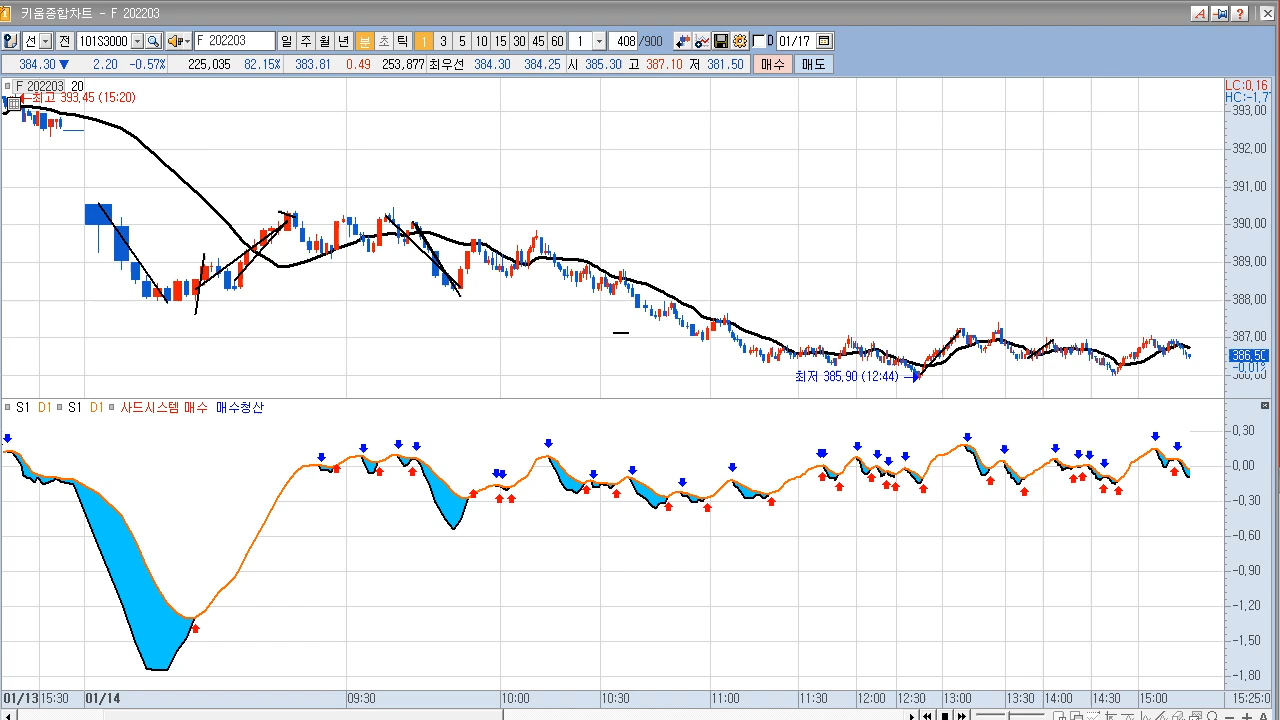 키움종합차트 - F 202203
선 전 101S3000 F 202203 일 주 월 년 분 초 틱 1 3 5 10 15 30 45 60 1 408 /900 D 01/17
384.30 ▼ 2.20 -0.57% 225,035 82.15% 383.81 0.49 253,877 최우선 384.30 384.25 시 385.30 고 387.10 저 381.50 매수 매도
F 202203 20
LC:0,16
최고 393,45 (15:20)
HC:-1,7
393,00
392,00
391,00
390,00
389,00
388,00
387,00
386,50
-0,01%
최저 385,90 (12:44)
S1 D1 S1 D1 사드시스템 매수 매수청산
0,30
0,00
-0,30
-0,60
-0,90
-1,20
-1,50
-1,80
01/13 15:30 01/14 09:30 10:00 10:30 11:00 11:30 12:00 12:30 13:00 13:30 14:00 14:30 15:00 15:25:0